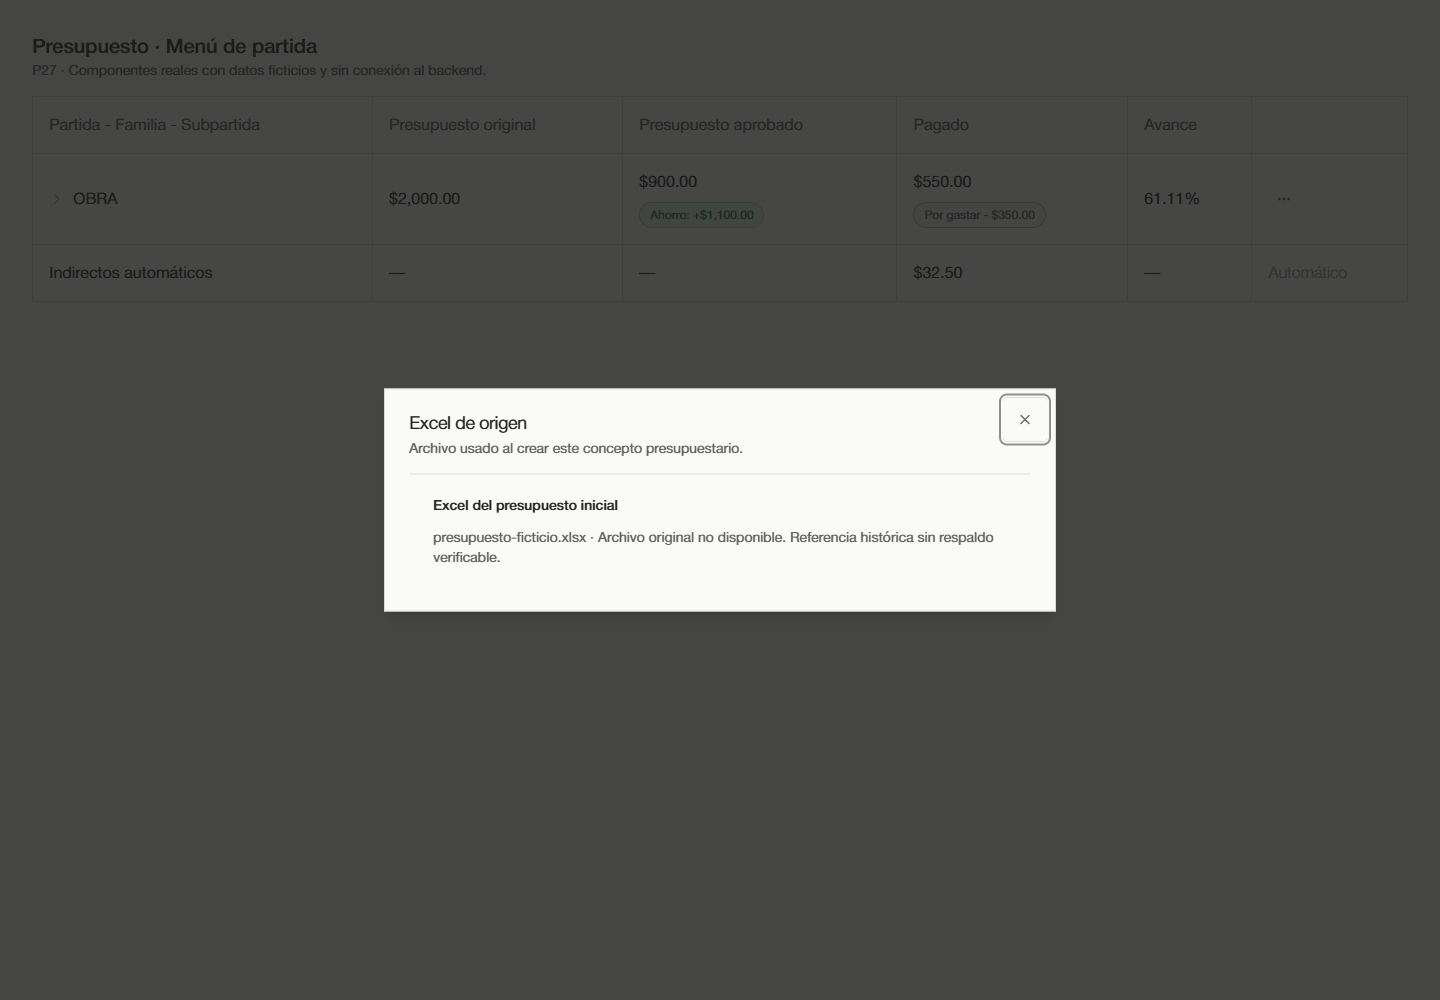 Presupuesto · Menú de partida
P27 · Componentes reales con datos ficticios y sin conexión al backend.
Partida - Familia - Subpartida
Presupuesto original
Presupuesto aprobado
Pagado
Avance
OBRA
$2,000.00
$900.00
Ahorro: +$1,100.00
$550.00
Por gastar - $350.00
61.11%
···
Indirectos automáticos
—
—
$32.50
—
Automático
Excel de origen
Archivo usado al crear este concepto presupuestario.
Excel del presupuesto inicial
presupuesto-ficticio.xlsx · Archivo original no disponible. Referencia histórica sin respaldo
verificable.